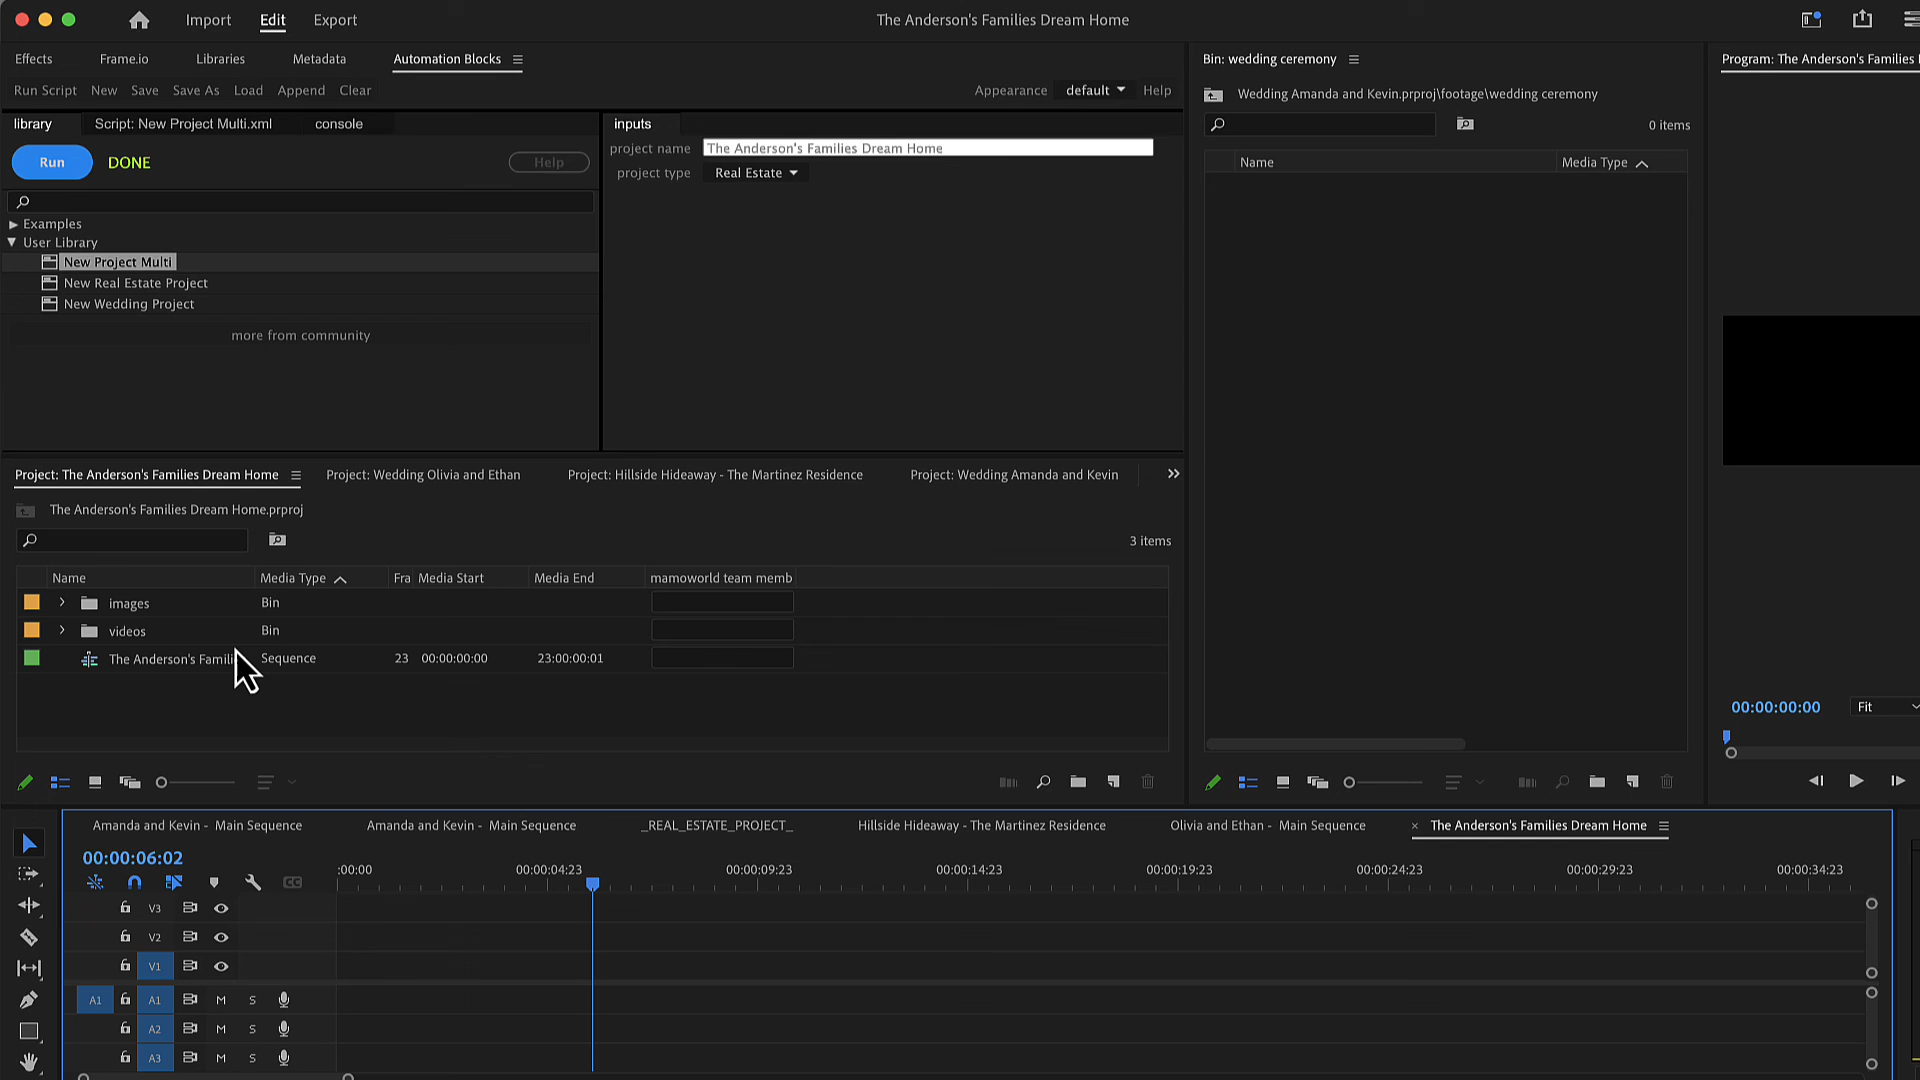 Import Edit Export The Anderson's Families Dream Home
Effects Frame.io Libraries Metadata Automation Blocks
Run Script New Save Save As Load Append Clear Appearance default Help
library Script: New Project Multi.xml console
Run DONE Help
Examples
User Library
New Project Multi
New Real Estate Project
New Wedding Project
more from community
inputs
project name The Anderson's Families Dream Home
project type Real Estate
Bin: wedding ceremony
Wedding Amanda and Kevin.prproj\footage\wedding ceremony
0 items
Name Media Type
Program: The Anderson's Families
Project: The Anderson's Families Dream Home Project: Wedding Olivia and Ethan Project: Hillside Hideaway - The Martinez Residence Project: Wedding Amanda and Kevin
The Anderson's Families Dream Home.prproj
3 items
Name Media Type Fra Media Start Media End mamoworld team memb
images Bin
videos Bin
The Anderson's Famili Sequence 23 00:00:00:00 23:00:00:01
00:00:00:00 Fit
Amanda and Kevin - Main Sequence Amanda and Kevin - Main Sequence _REAL_ESTATE_PROJECT_ Hillside Hideaway - The Martinez Residence Olivia and Ethan - Main Sequence × The Anderson's Families Dream Home
00:00:06:02
:00:00 00:00:04:23 00:00:09:23 00:00:14:23 00:00:19:23 00:00:24:23 00:00:29:23 00:00:34:23
CC
V3
V2
V1
A1 A1 M S
A2 M S
A3 M S